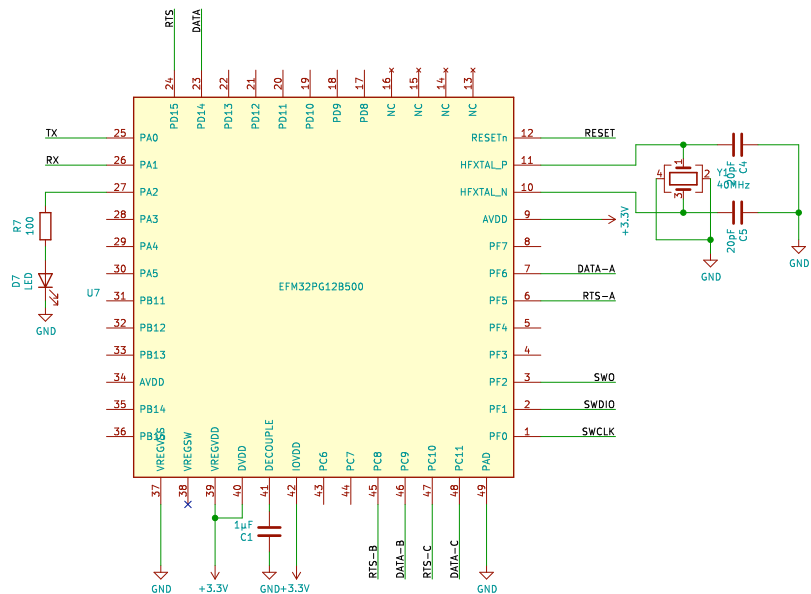 RTS
DATA
24
23
22
21
20
19
18
17
16
15
14
13
PD15
PD14
PD13
PD12
PD11
PD10
PD9
PD8
NC
NC
NC
NC
TX 25 PA0
RX 26 PA1
27 PA2
28 PA3
29 PA4
30 PA5
31 PB11
32 PB12
33 PB13
34 AVDD
35 PB14
36 PB15
R7
100
D7
LED
GND
U7
EFM32PG12B500
RESETn 12 RESET
HFXTAL_P 11
HFXTAL_N 10
AVDD 9 +3.3V
PF7 8
PF6 7 DATA-A
PF5 6 RTS-A
PF4 5
PF3 4
PF2 3 SWO
PF1 2 SWDIO
PF0 1 SWCLK
Y1
40MHz
1
2
3
4
20pF
C4
20pF
C5
GND
GND
VREGVSS
VREGSW
VREGVDD
DVDD
DECOUPLE
IOVDD
PC6
PC7
PC8
PC9
PC10
PC11
PAD
37
38
39
40
41
42
43
44
45
46
47
48
49
1µF
C1
RTS-B
DATA-B
RTS-C
DATA-C
GND
+3.3V
GND
+3.3V
GND